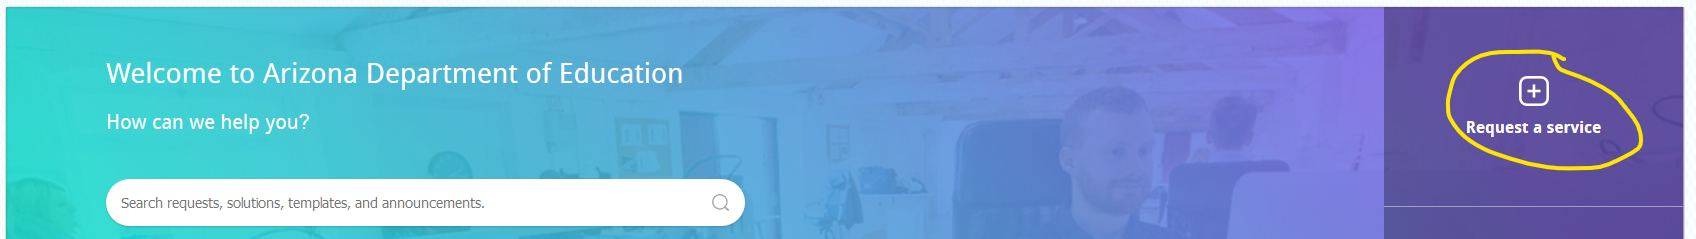 Welcome to Arizona Department of Education
How can we help you?
Search requests, solutions, templates, and announcements.
Request a service